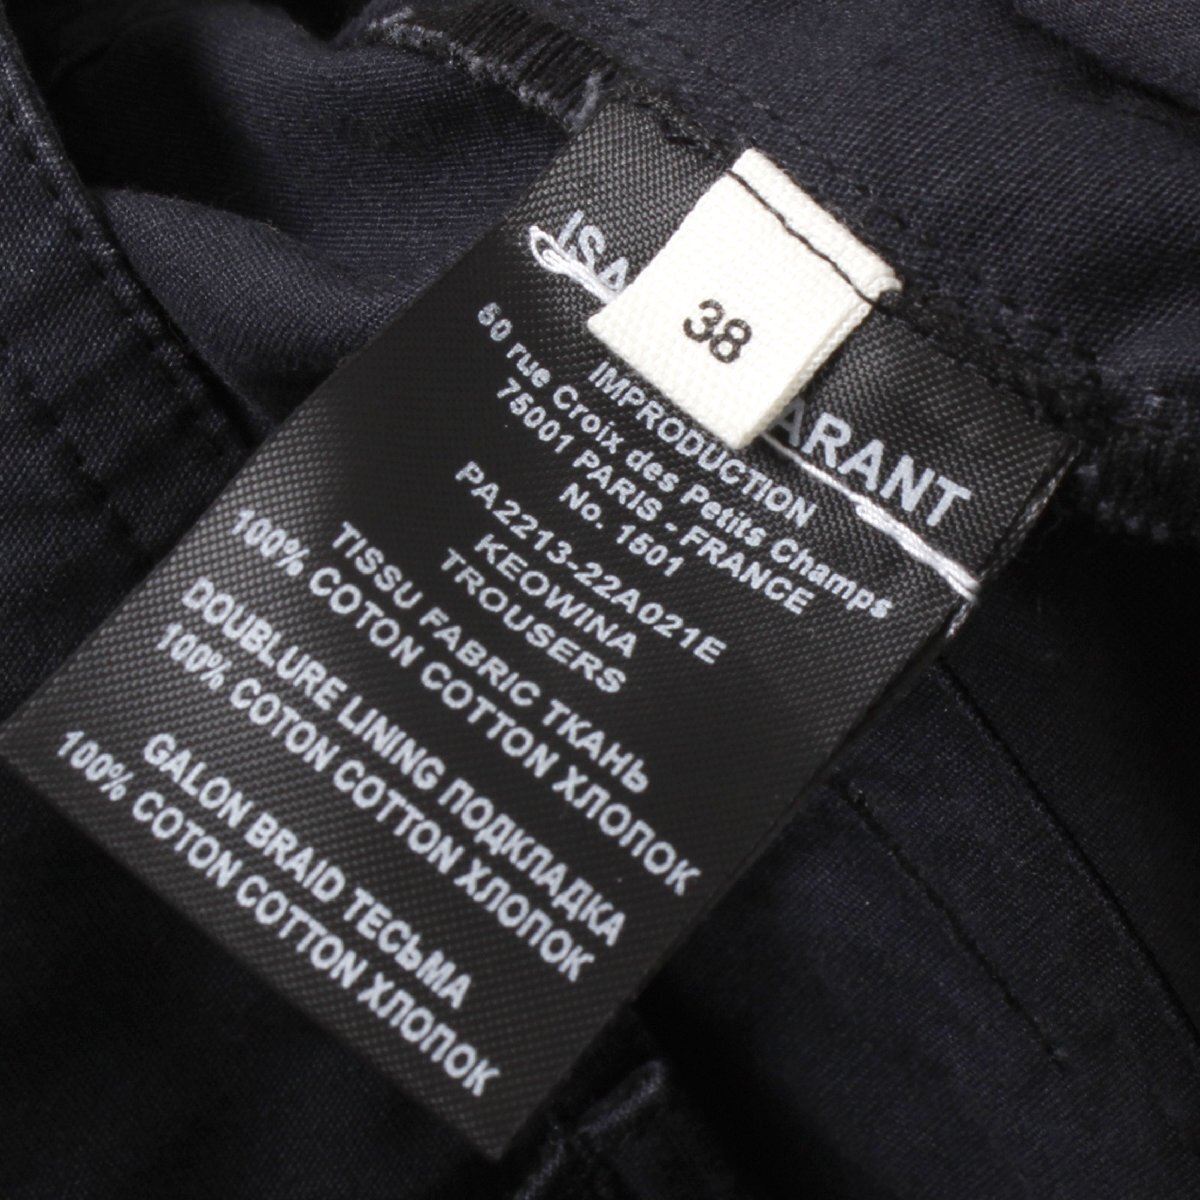 ISA ARANT
38
IMPRODUCTION
50 rue Croix des Petits Champs
75001 PARIS - FRANCE
No. 1501
PA2213-22A021E
KEOWINA
TROUSERS
TISSU FABRIC ТКАНЬ
100% COTON COTTON ХЛОПОК
DOUBLURE LINING ПОДКЛАДКА
100% COTON COTTON ХЛОПОК
GALON BRAID ТЕСЬМА
100% COTON COTTON ХЛОПОК